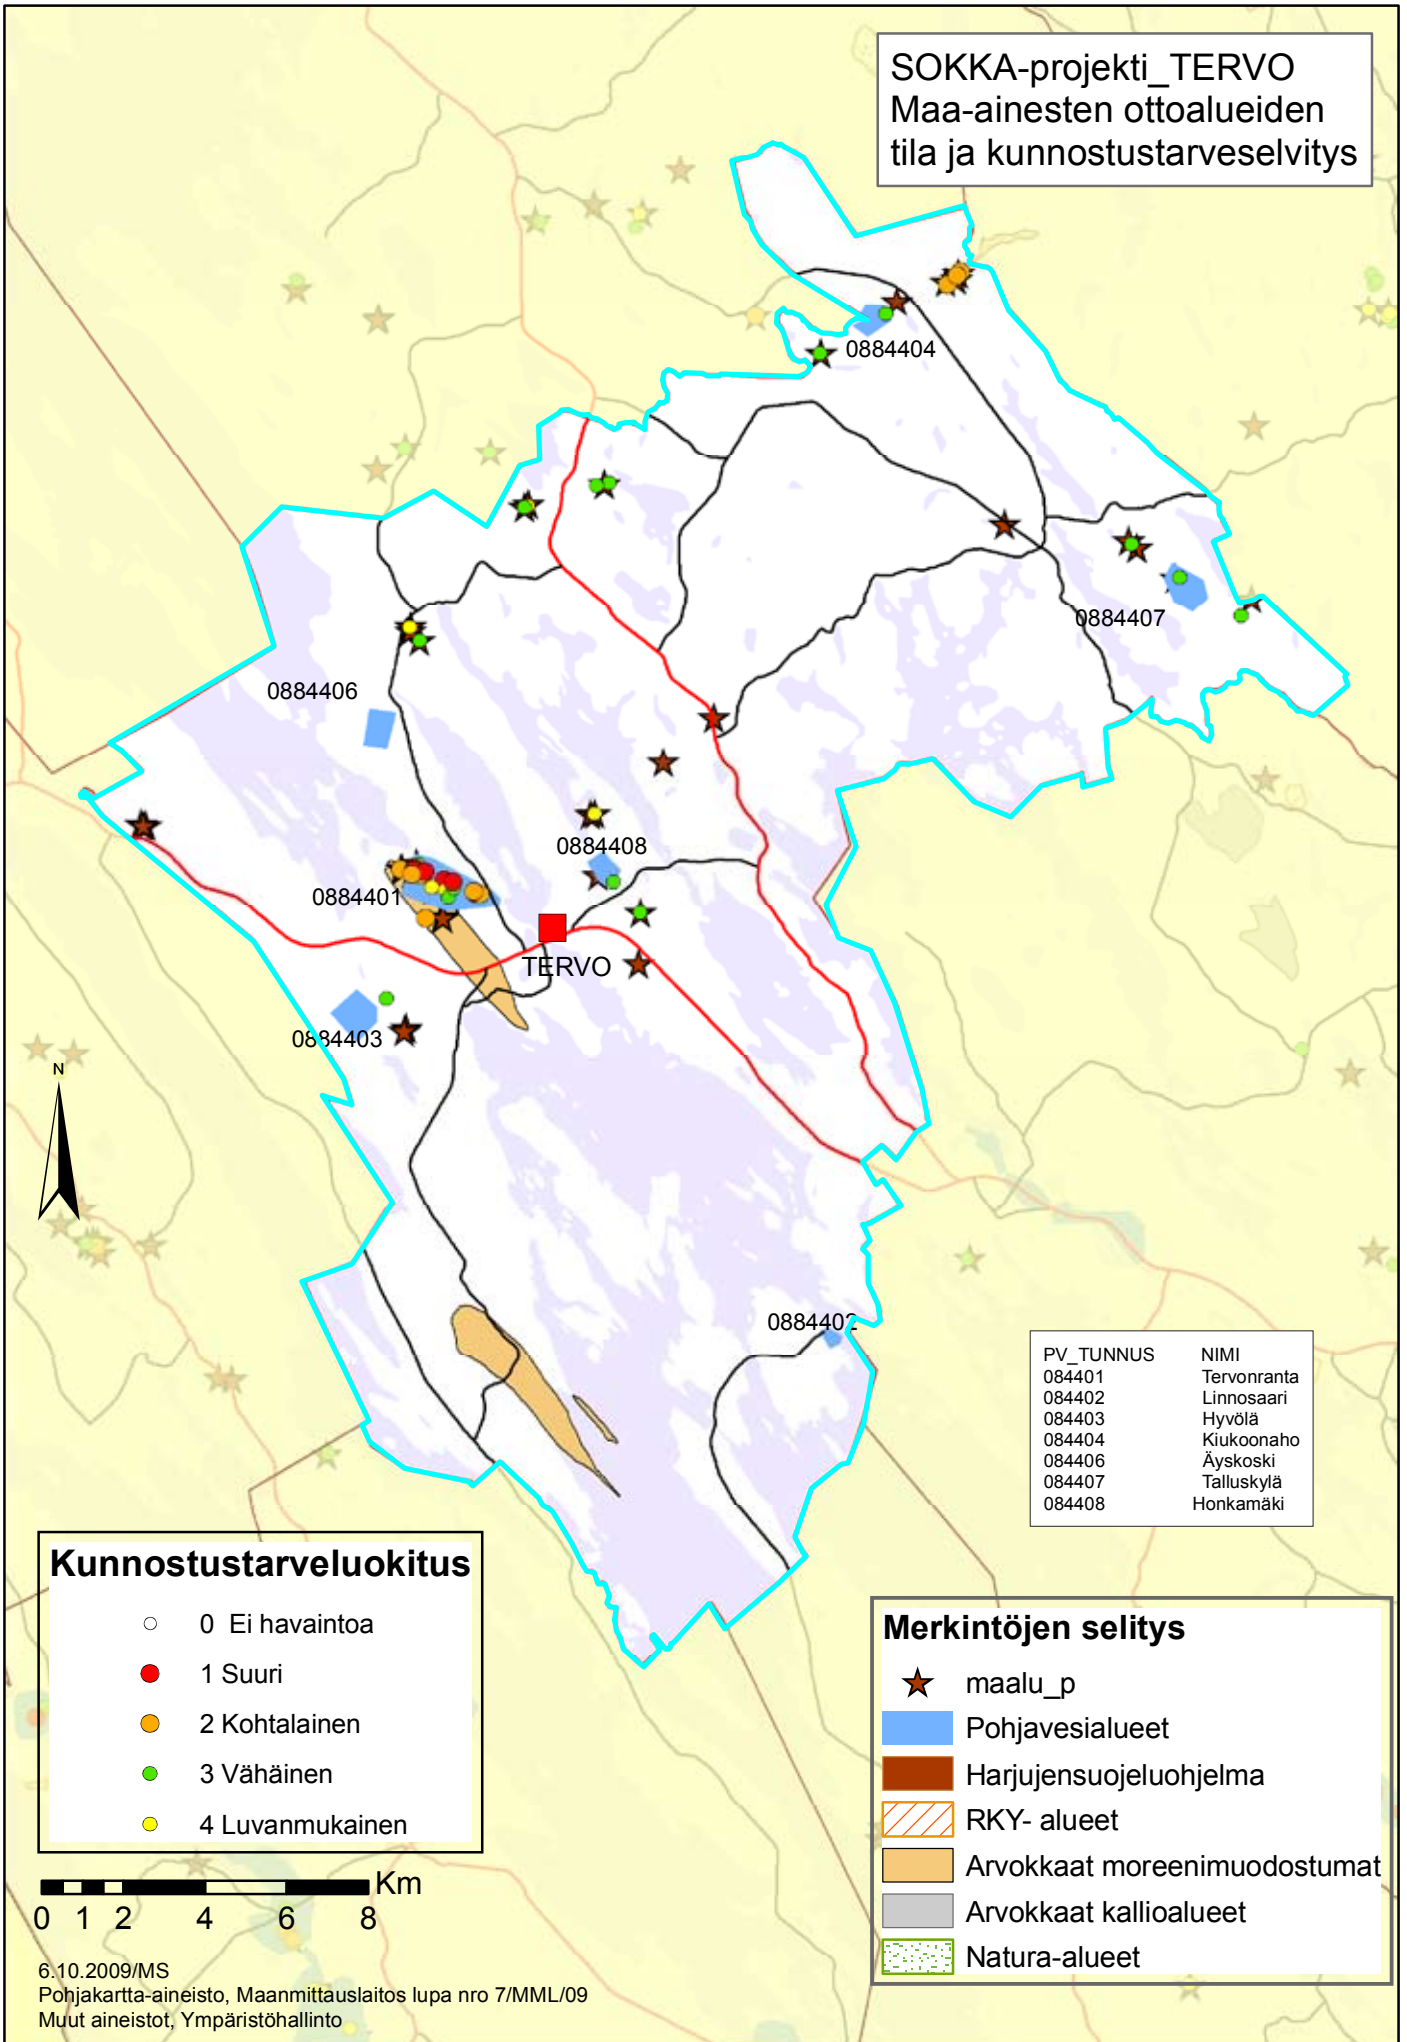 SOKKA-projekti_TERVO
Maa-ainesten ottoalueiden
tila ja kunnostustarveselvitys
0884404
0884407
0884406
0884408
0884401
TERVO
0884403
N
0884402
PV_TUNNUS NIMI
084401 Tervonranta
084402 Linnosaari
084403 Hyvölä
084404 Kiukoonaho
084406 Äyskoski
084407 Talluskylä
084408 Honkamäki
Kunnostustarveluokitus
0 Ei havaintoa
1 Suuri
2 Kohtalainen
3 Vähäinen
4 Luvanmukainen
Merkintöjen selitys
maalu_p
Pohjavesialueet
Harjujensuojeluohjelma
RKY- alueet
Arvokkaat moreenimuodostumat
Arvokkaat kallioalueet
Natura-alueet
Km
0 1 2 4 6 8
6.10.2009/MS
Pohjakartta-aineisto, Maanmittauslaitos lupa nro 7/MML/09
Muut aineistot, Ympäristöhallinto